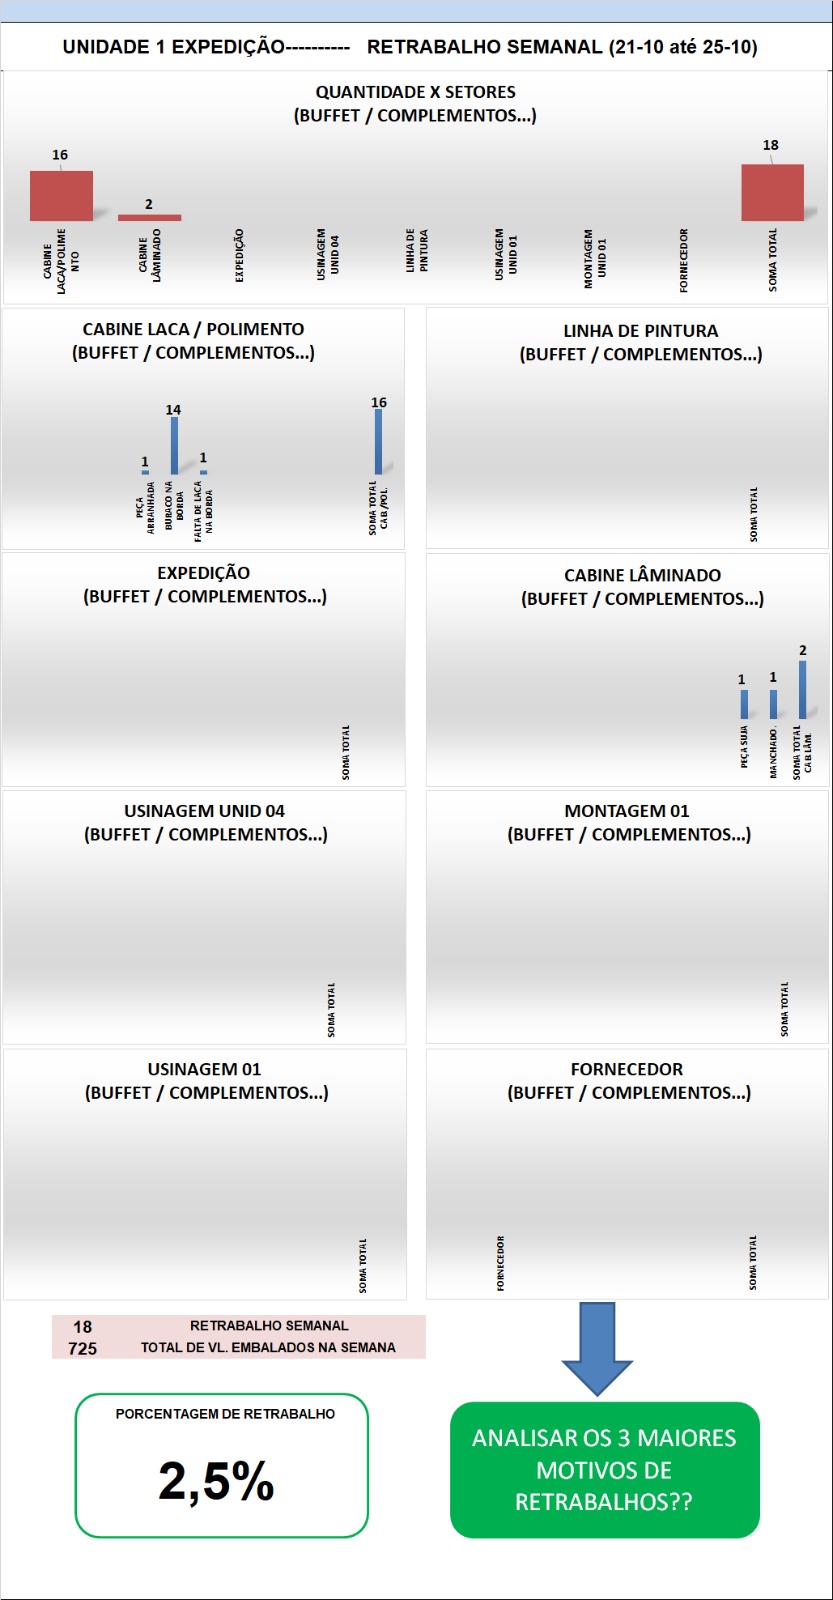 UNIDADE 1 EXPEDIÇÃO---------- RETRABALHO SEMANAL (21-10 até 25-10)
QUANTIDADE X SETORES
(BUFFET / COMPLEMENTOS...)
16
2
18
CABINE
LACA/POLIME
NTO
CABINE
LÂMINADO
EXPEDIÇÃO
USINAGEM
UNID 04
LINHA DE
PINTURA
USINAGEM
UNID 01
MONTAGEM
UNID 01
FORNECEDOR
SOMA TOTAL
CABINE LACA / POLIMENTO
(BUFFET / COMPLEMENTOS...)
1
14
1
16
PEÇA
ARRANHADA
BURACO NA
BORDA
FALTA DE LACA
NA BORDA
SOMA TOTAL
CAB./POL.
LINHA DE PINTURA
(BUFFET / COMPLEMENTOS...)
SOMA TOTAL
EXPEDIÇÃO
(BUFFET / COMPLEMENTOS...)
SOMA TOTAL
CABINE LÂMINADO
(BUFFET / COMPLEMENTOS...)
1
1
2
PEÇA SUJA
MANCHADO.
SOMA TOTAL
CAB.LÂM.
USINAGEM UNID 04
(BUFFET / COMPLEMENTOS...)
SOMA TOTAL
MONTAGEM 01
(BUFFET / COMPLEMENTOS...)
SOMA TOTAL
USINAGEM 01
(BUFFET / COMPLEMENTOS...)
SOMA TOTAL
FORNECEDOR
(BUFFET / COMPLEMENTOS...)
FORNECEDOR
SOMA TOTAL
18 RETRABALHO SEMANAL
725 TOTAL DE VL. EMBALADOS NA SEMANA
PORCENTAGEM DE RETRABALHO
2,5%
ANALISAR OS 3 MAIORES
MOTIVOS DE
RETRABALHOS??